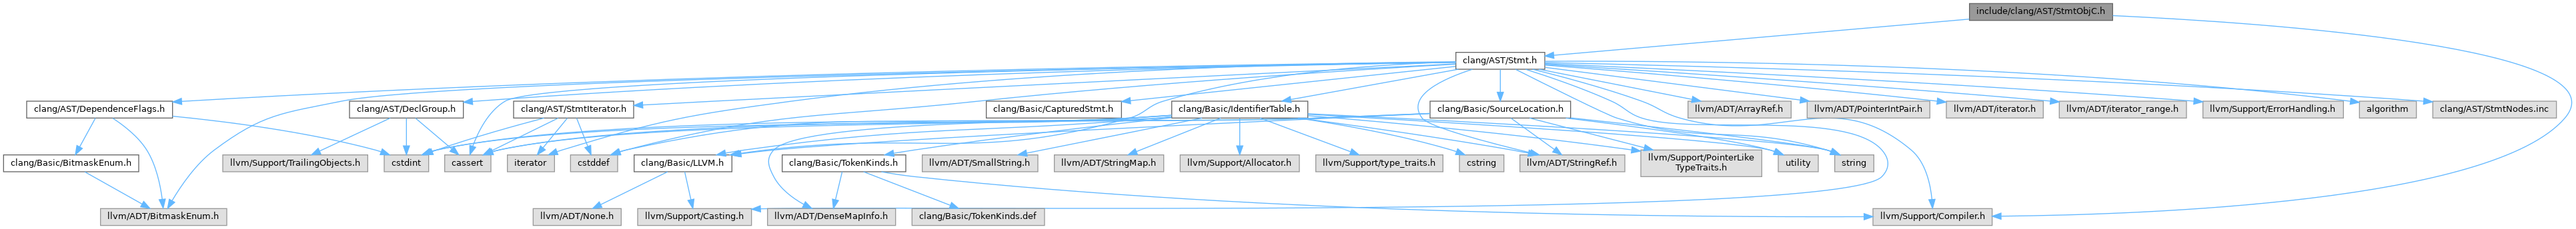 include/clang/AST/StmtObjC.h
clang/AST/Stmt.h
clang/AST/DependenceFlags.h
clang/AST/DeclGroup.h
clang/AST/StmtIterator.h
clang/Basic/CapturedStmt.h
clang/Basic/IdentifierTable.h
clang/Basic/SourceLocation.h
llvm/ADT/ArrayRef.h
llvm/ADT/PointerIntPair.h
llvm/ADT/iterator.h
llvm/ADT/iterator_range.h
llvm/Support/ErrorHandling.h
algorithm
clang/AST/StmtNodes.inc
clang/Basic/BitmaskEnum.h
llvm/Support/TrailingObjects.h
cstdint
cassert
iterator
cstddef
clang/Basic/LLVM.h
clang/Basic/TokenKinds.h
llvm/ADT/SmallString.h
llvm/ADT/StringMap.h
llvm/Support/Allocator.h
llvm/Support/type_traits.h
cstring
llvm/ADT/StringRef.h
llvm/Support/PointerLike
TypeTraits.h
utility
string
llvm/ADT/BitmaskEnum.h
llvm/ADT/None.h
llvm/Support/Casting.h
llvm/ADT/DenseMapInfo.h
clang/Basic/TokenKinds.def
llvm/Support/Compiler.h